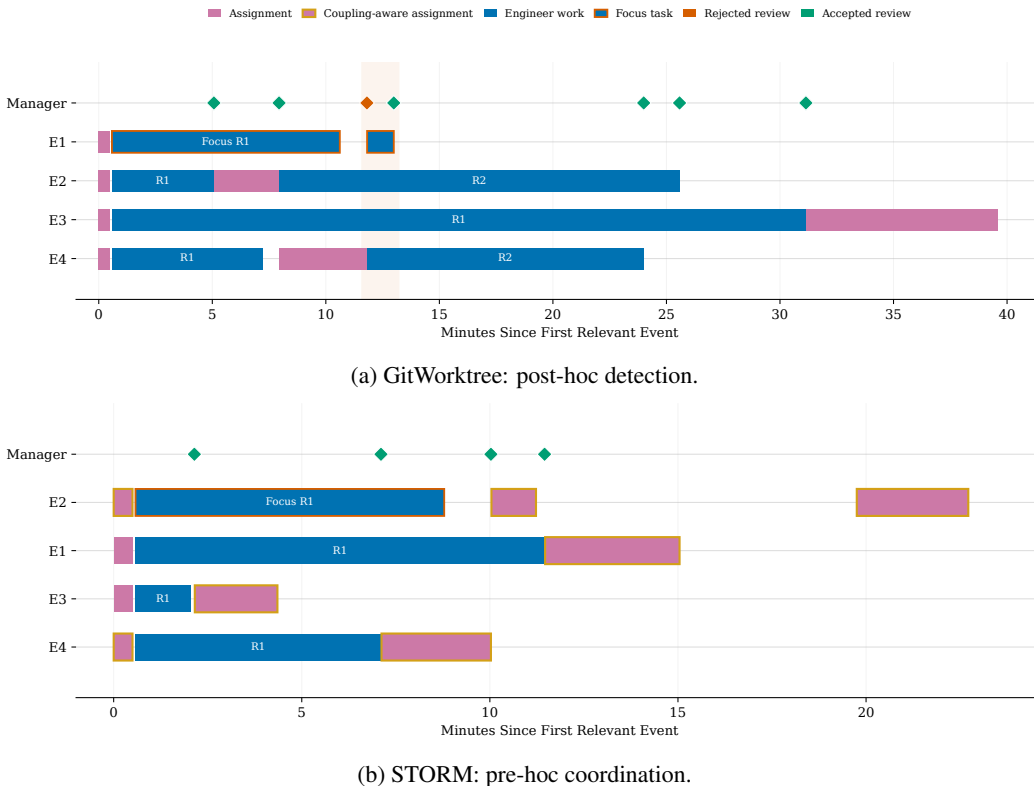 Assignment Coupling-aware assignment Engineer work Focus task Rejected review Accepted review
Manager
E1 Focus R1
E2 R1 R2
E3 R1
E4 R1 R2
0 5 10 15 20 25 30 35 40
Minutes Since First Relevant Event
(a) GitWorktree: post-hoc detection.
Manager
E2 Focus R1
E1 R1
E3 R1
E4 R1
0 5 10 15 20
Minutes Since First Relevant Event
(b) STORM: pre-hoc coordination.